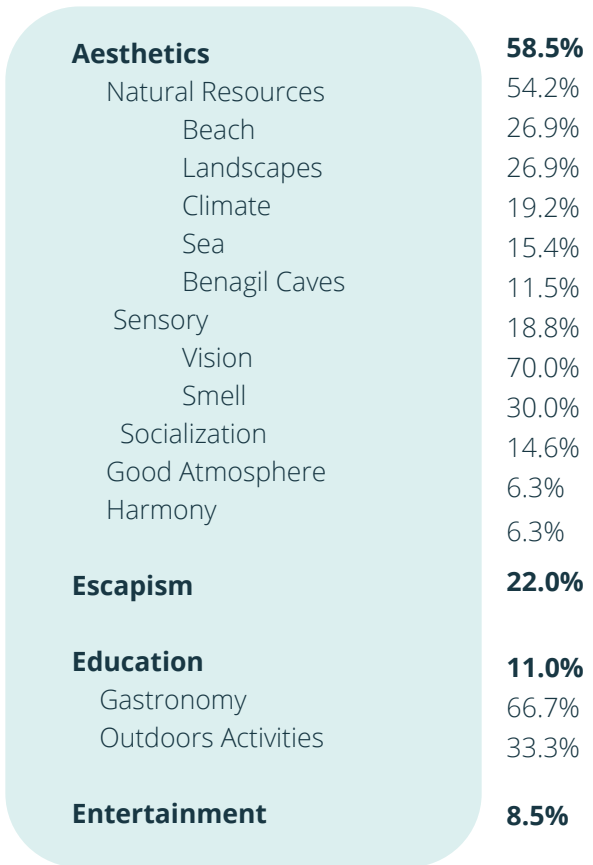 Aesthetics 58.5%
Natural Resources 54.2%
Beach 26.9%
Landscapes 26.9%
Climate 19.2%
Sea 15.4%
Benagil Caves 11.5%
Sensory 18.8%
Vision 70.0%
Smell 30.0%
Socialization 14.6%
Good Atmosphere 6.3%
Harmony 6.3%
Escapism 22.0%
Education 11.0%
Gastronomy 66.7%
Outdoors Activities 33.3%
Entertainment 8.5%